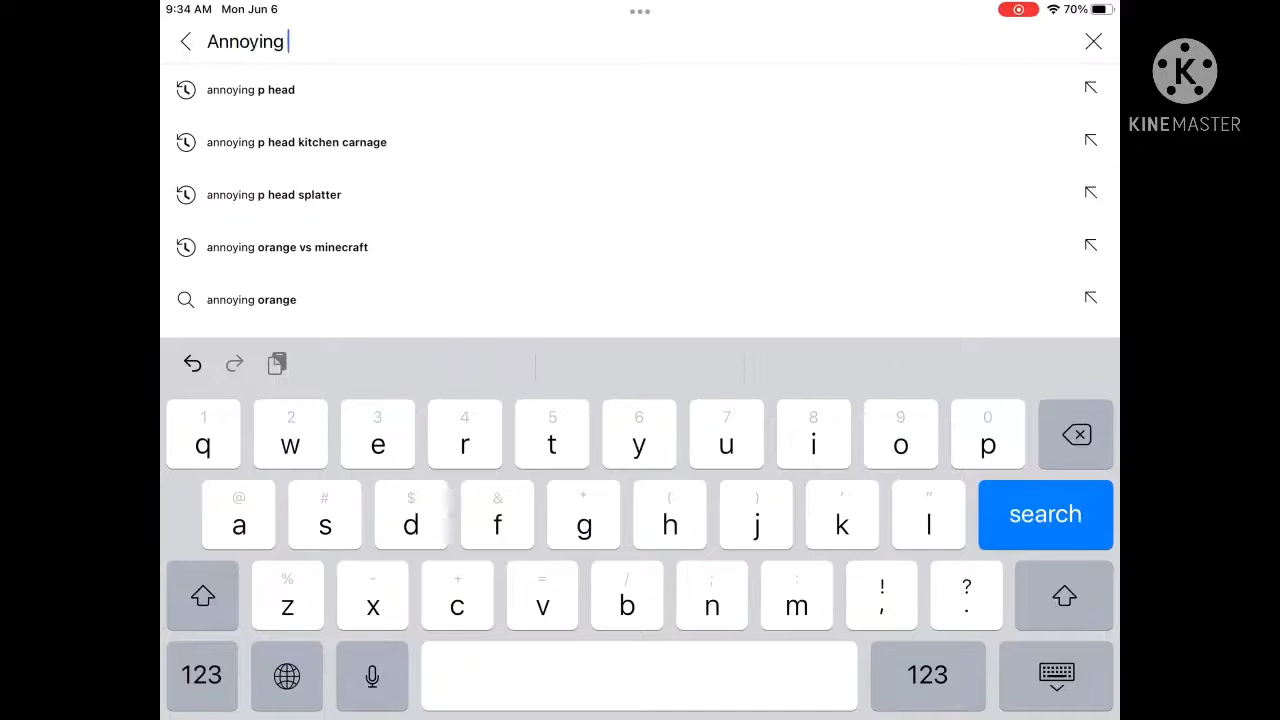 9:34 AM Mon Jun 6
70%
Annoying
K
KINEMASTER
annoying p head
annoying p head kitchen carnage
annoying p head splatter
annoying orange vs minecraft
annoying orange
1 2 3 4 5 6 7 8 9 0
q w e r t y u i o p
@ # $ & * ( ) ' "
a s d f g h j k l search
% - + = / ; : ! ?
z x c v b n m , .
123 123